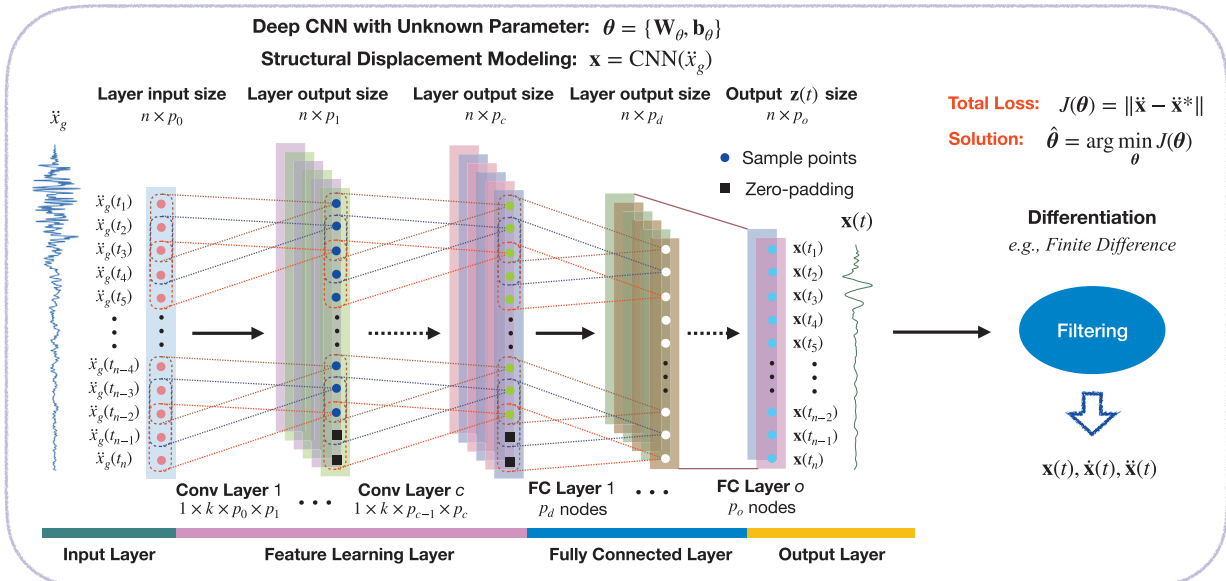 Deep CNN with Unknown Parameter: 𝜽 = {𝐖_θ, 𝐛_θ}
Structural Displacement Modeling: 𝐱 = CNN(ẍ_g)
Layer input size
n × p_0
Layer output size
n × p_1
Layer output size
n × p_c
Layer output size
n × p_d
Output 𝐳(t) size
n × p_o
Total Loss: J(𝜽) = ‖𝐱̈ − 𝐱̈*‖
Solution: 𝜽̂ = arg min_𝜽 J(𝜽)
ẍ_g
Sample points
Zero-padding
ẍ_g(t_1)
ẍ_g(t_2)
ẍ_g(t_3)
ẍ_g(t_4)
ẍ_g(t_5)
ẍ_g(t_{n−4})
ẍ_g(t_{n−3})
ẍ_g(t_{n−2})
ẍ_g(t_{n−1})
ẍ_g(t_n)
𝐱(t)
𝐱(t_1)
𝐱(t_2)
𝐱(t_3)
𝐱(t_4)
𝐱(t_5)
𝐱(t_{n−2})
𝐱(t_{n−1})
𝐱(t_n)
Differentiation
e.g., Finite Difference
Filtering
𝐱(t), 𝐱̇(t), 𝐱̈(t)
Conv Layer 1
1 × k × p_0 × p_1
Conv Layer c
1 × k × p_{c−1} × p_c
FC Layer 1
p_d nodes
FC Layer o
p_o nodes
Input Layer
Feature Learning Layer
Fully Connected Layer
Output Layer